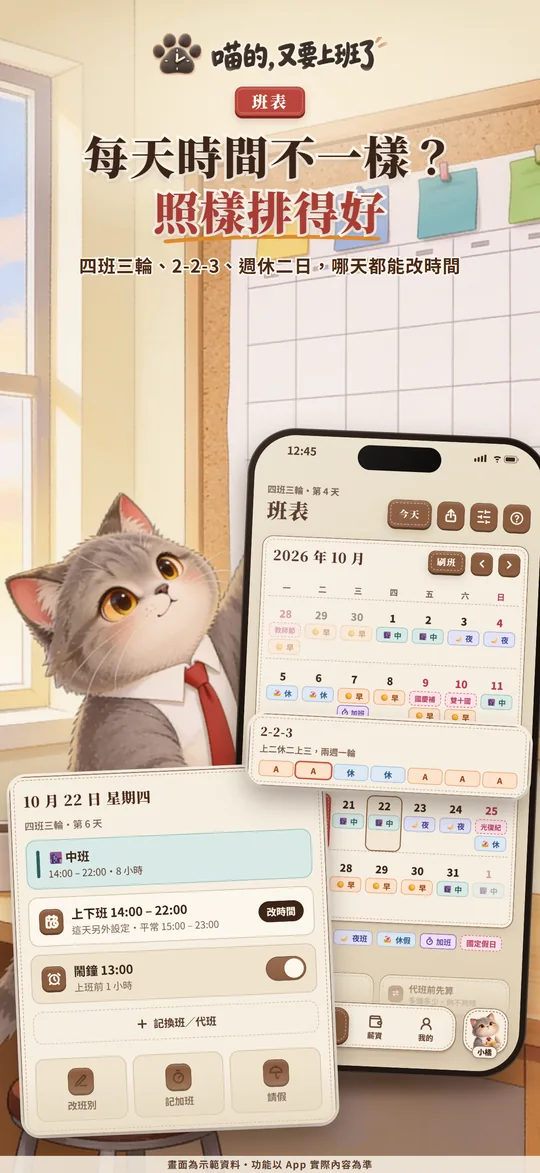 喵的,又要上班了
班表
每天時間不一樣？
照樣排得好
四班三輪、2-2-3、週休二日，哪天都能改時間
12:45
四班三輪・第 4 天
班表
今天
2026 年 10 月
刷班
一 二 三 四 五 六 日
28 29 30 1 2 3 4
教師節 早 早 中 中 夜 夜
早
5 6 7 8 9 10 11
休 休 早 早 國慶補 雙十國 中
加班 早 早
2-2-3
上二休二上三，兩週一輪
A A 休 休 A A A
21 22 23 24 25
中 中 夜 夜 光復紀
休
28 29 30 31 1
早 早 早 中 中
夜班 休假 加班 國定假日
代班前先算
薪資 我的 小橘
10 月 22 日 星期四
四班三輪・第 6 天
中班
14:00 – 22:00・8 小時
上下班 14:00 – 22:00
這天另外設定・平常 15:00 – 23:00
改時間
鬧鐘 13:00
上班前 1 小時
+ 記換班／代班
改班別 記加班 請假
畫面為示範資料・功能以 App 實際內容為準